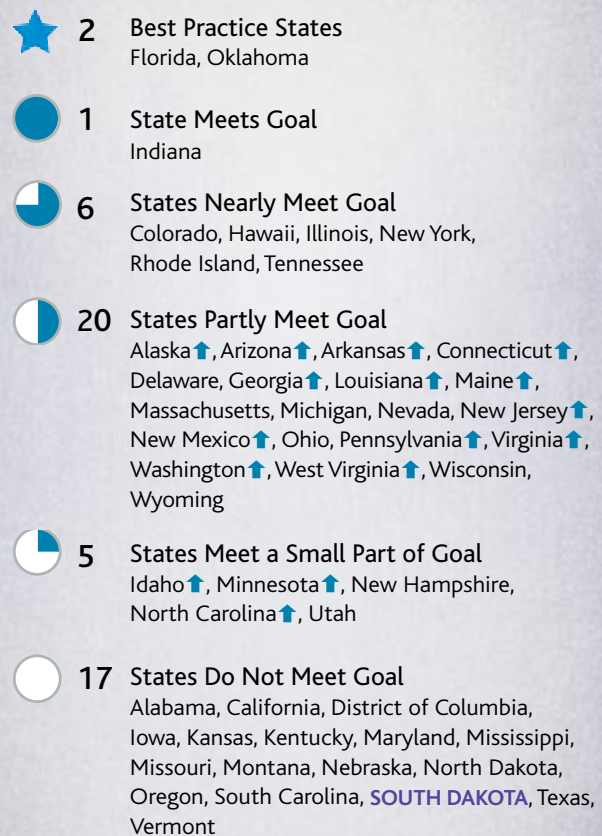 2 Best Practice States
Florida, Oklahoma
1 State Meets Goal
Indiana
6 States Nearly Meet Goal
Colorado, Hawaii, Illinois, New York,
Rhode Island, Tennessee
20 States Partly Meet Goal
Alaska⬆, Arizona⬆, Arkansas⬆, Connecticut⬆,
Delaware, Georgia⬆, Louisiana⬆, Maine⬆,
Massachusetts, Michigan, Nevada, New Jersey⬆,
New Mexico⬆, Ohio, Pennsylvania⬆, Virginia⬆,
Washington⬆, West Virginia⬆, Wisconsin,
Wyoming
5 States Meet a Small Part of Goal
Idaho⬆, Minnesota⬆, New Hampshire,
North Carolina⬆, Utah
17 States Do Not Meet Goal
Alabama, California, District of Columbia,
Iowa, Kansas, Kentucky, Maryland, Mississippi,
Missouri, Montana, Nebraska, North Dakota,
Oregon, South Carolina, SOUTH DAKOTA, Texas,
Vermont